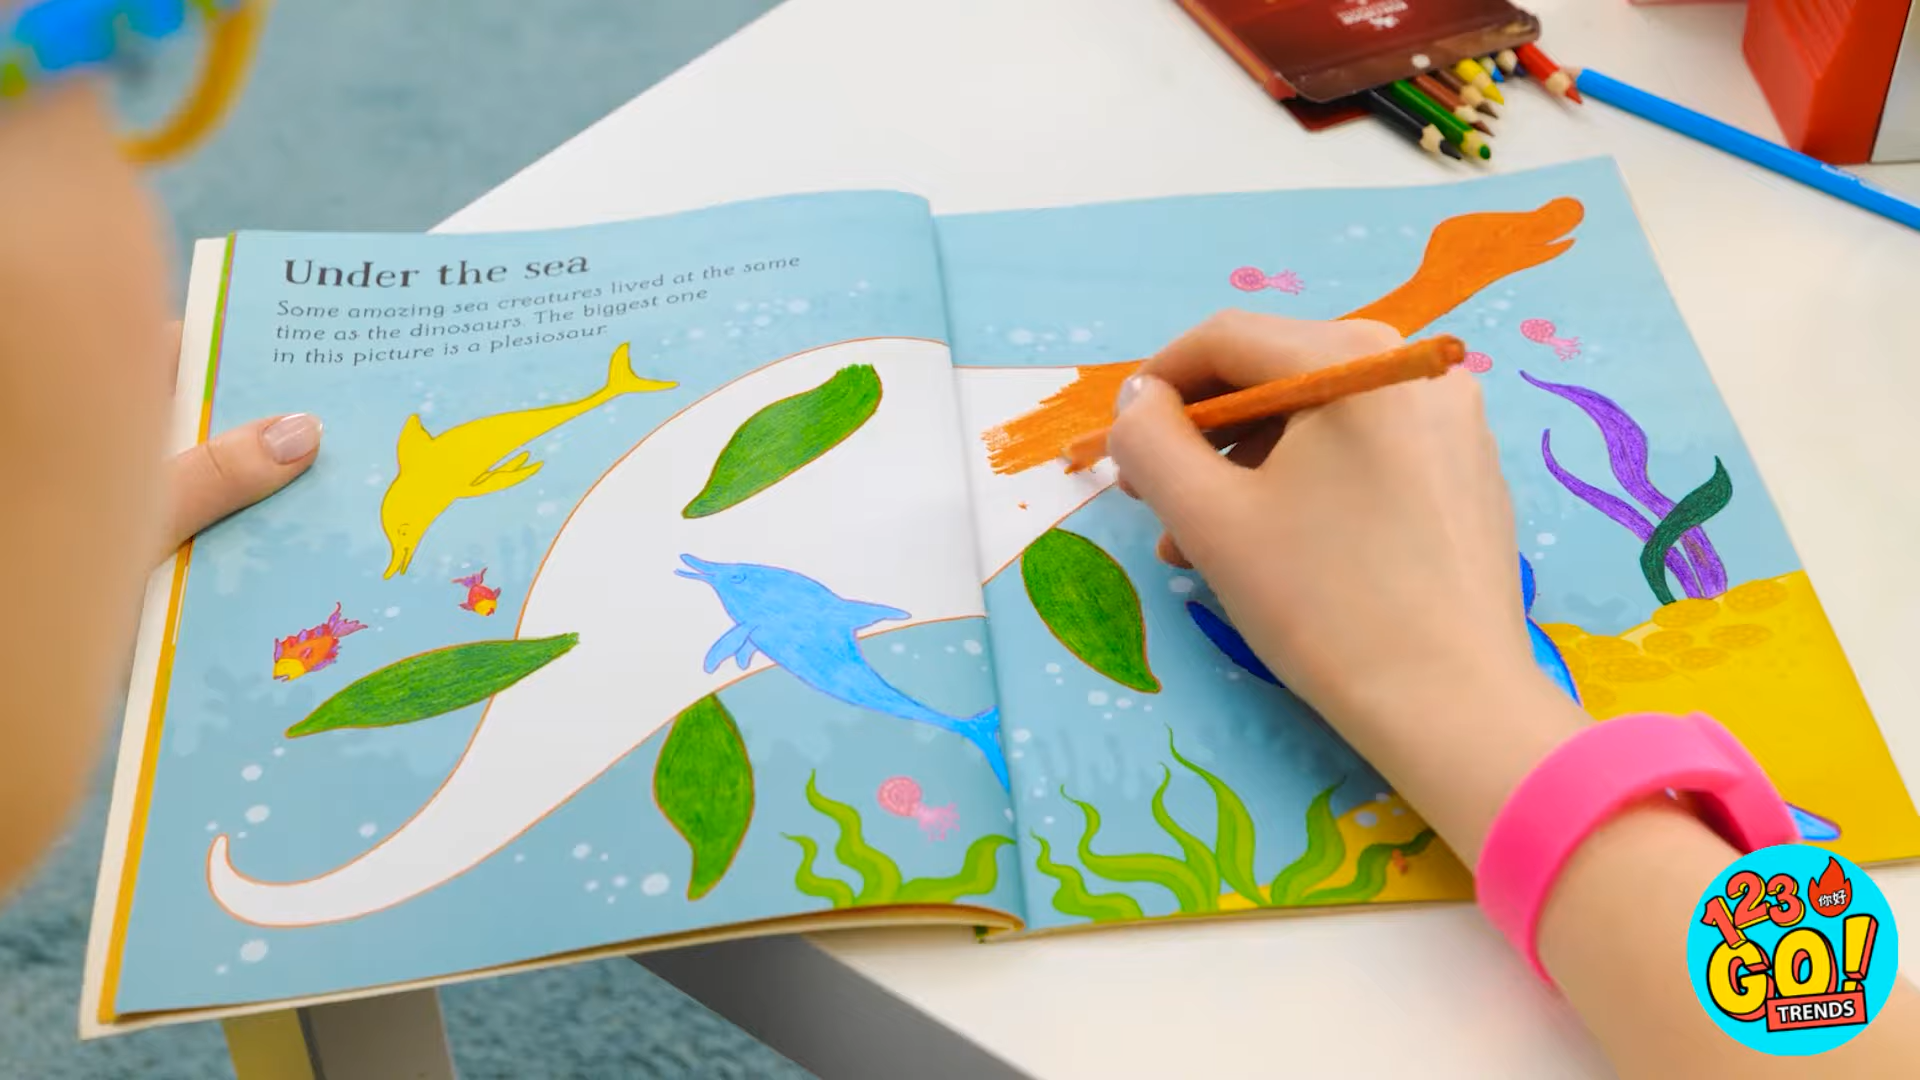 Under the sea
Some amazing sea creatures lived at the same
time as the dinosaurs. The biggest one
in this picture is a plesiosaur.
123
你好
GO!
TRENDS